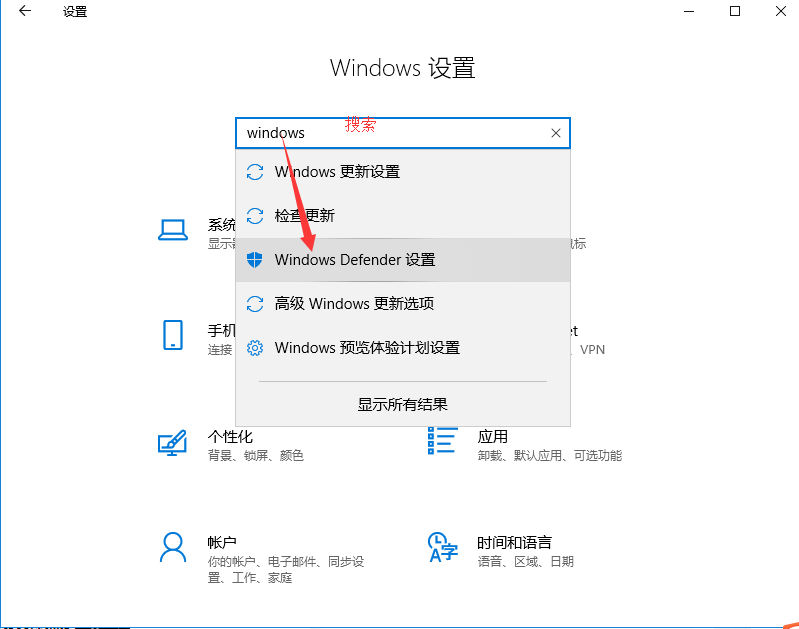 设置
Windows 设置
windows
搜索
Windows 更新设置
检查更新
Windows Defender 设置
高级 Windows 更新选项
Windows 预览体验计划设置
显示所有结果
系统
显示
手机
连接
VPN
个性化
背景、锁屏、颜色
应用
卸载、默认应用、可选功能
帐户
你的帐户、电子邮件、同步设
置、工作、家庭
时间和语言
语音、区域、日期